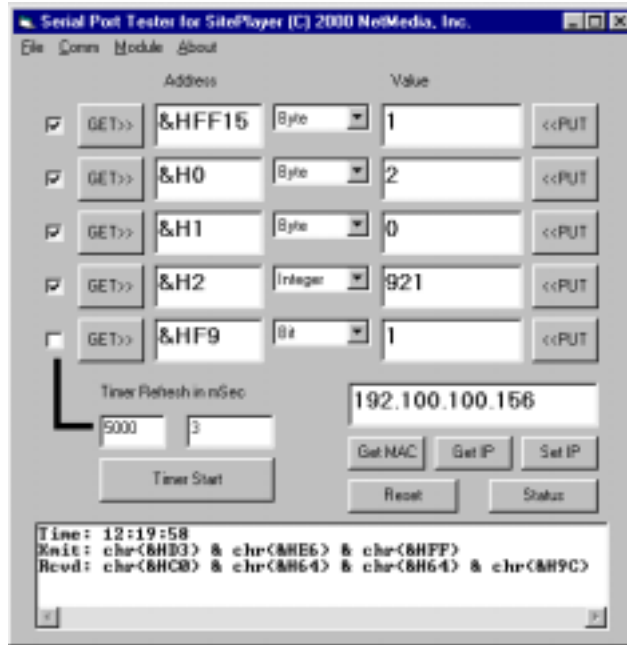 Serial Port Tester for SitePlayer (C) 2000 NetMedia, Inc.
File Comm Module About
Address Value
GET>> &HFF15 Byte 1 <<PUT
GET>> &H0 Byte 2 <<PUT
GET>> &H1 Byte 0 <<PUT
GET>> &H2 Integer 921 <<PUT
GET>> &HF9 Bit 1 <<PUT
Timer Refresh in mSec
192.100.100.156
5000 3
Get MAC Get IP Set IP
Timer Start
Reset Status
Time: 12:19:58
Xmit: chr(&HD3) & chr(&HE6) & chr(&HFF)
Rcvd: chr(&HC0) & chr(&H64) & chr(&H64) & chr(&H9C)